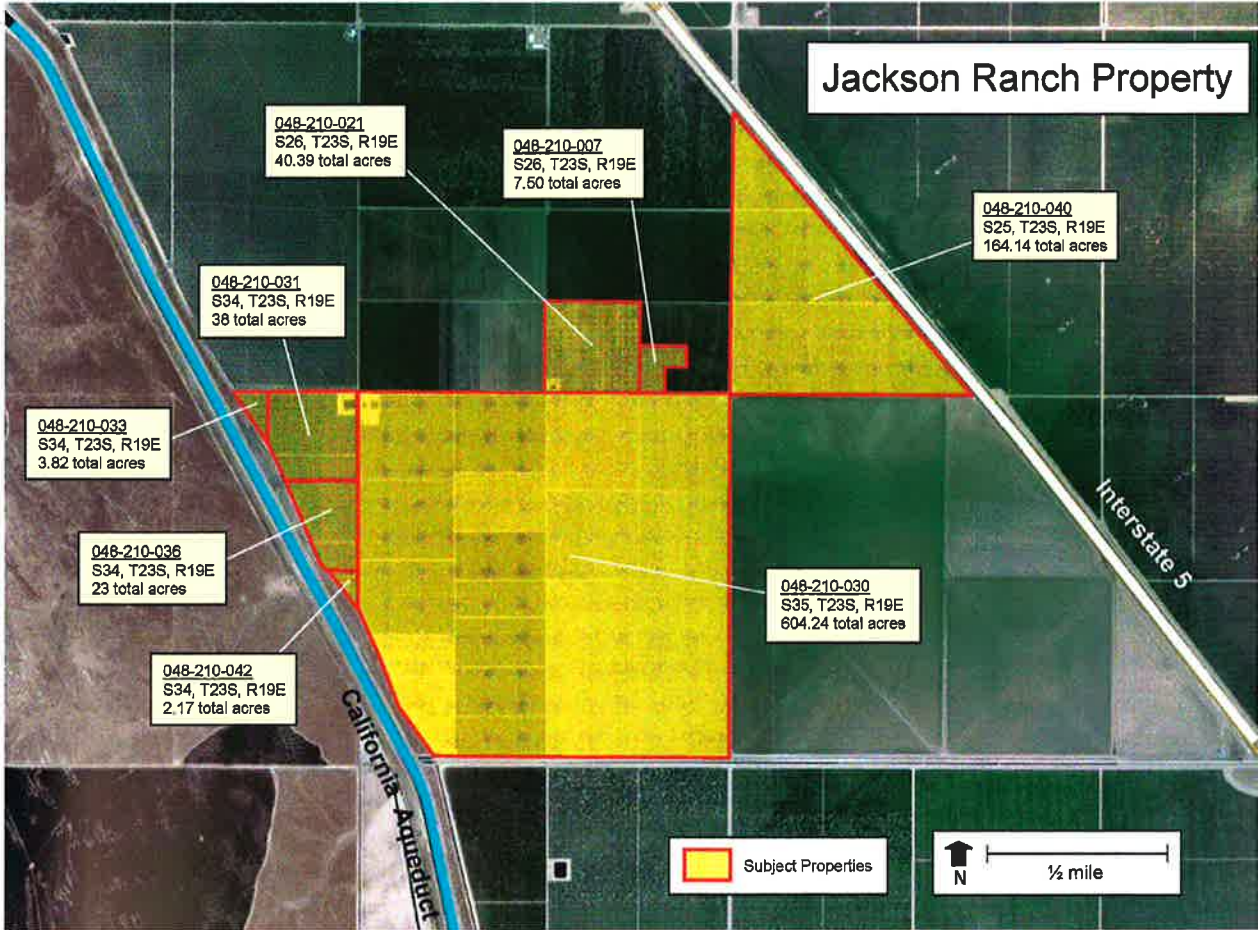 Jackson Ranch Property
048-210-021
S26, T23S, R19E
40.39 total acres
048-210-007
S26, T23S, R19E
7.50 total acres
048-210-040
S25, T23S, R19E
164.14 total acres
048-210-031
S34, T23S, R19E
38 total acres
048-210-033
S34, T23S, R19E
3.82 total acres
048-210-036
S34, T23S, R19E
23 total acres
048-210-030
S35, T23S, R19E
604.24 total acres
048-210-042
S34, T23S, R19E
2.17 total acres
Interstate 5
California Aqueduct
Subject Properties
N
½ mile